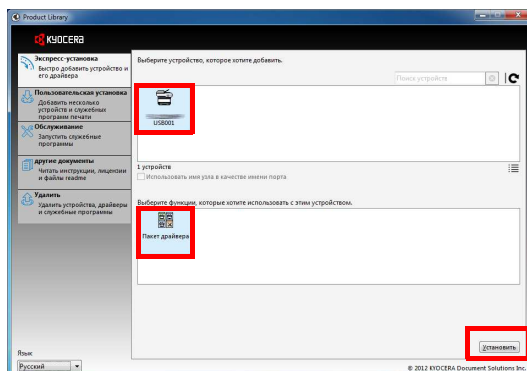 Product Library
KYOCERA
Экспресс-установка
Быстро добавить устройство и
его драйвера
Пользовательская установка
Добавить несколько
устройств и служебных
программ печати
Обслуживание
Запустить служебные
программы
другие документы
Читать инструкции, лицензии
и файлы readme
Удалить
Удалить устройства, драйверы
и служебные программы
Язык
Русский
Выберите устройство, которое хотите добавить.
Поиск устройств
USB001
1 устройств
Использовать имя узла в качестве имени порта
Выберите функции, которые хотите использовать с этим устройством.
Пакет драйвера
Установить
© 2012 KYOCERA Document Solutions Inc.